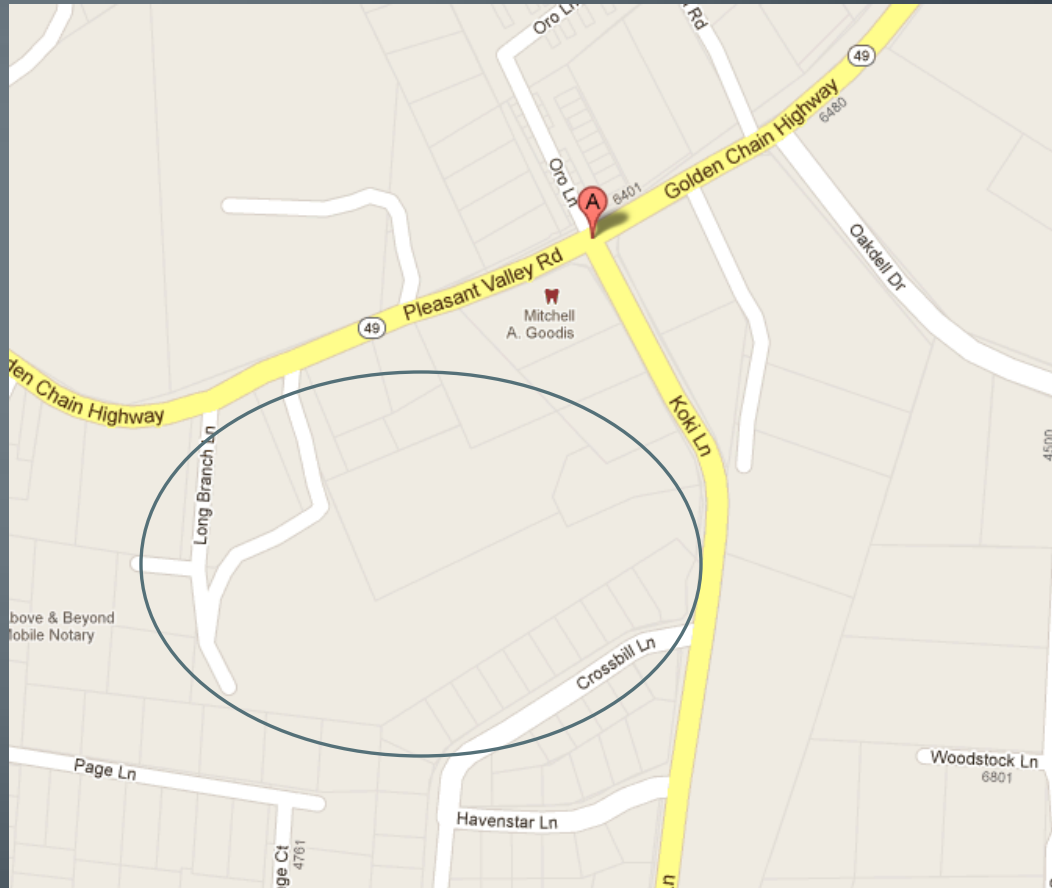 Oro Ln
Rd
49
Golden Chain Highway
6480
Oro Ln
A
6401
Oakdell Dr
Pleasant Valley Rd
49
Mitchell
A. Goodis
den Chain Highway
Koki Ln
Long Branch Ln
4500
bove & Beyond
Mobile Notary
Crossbill Ln
Page Ln
Woodstock Ln
6801
Havenstar Ln
ge Ct
4761